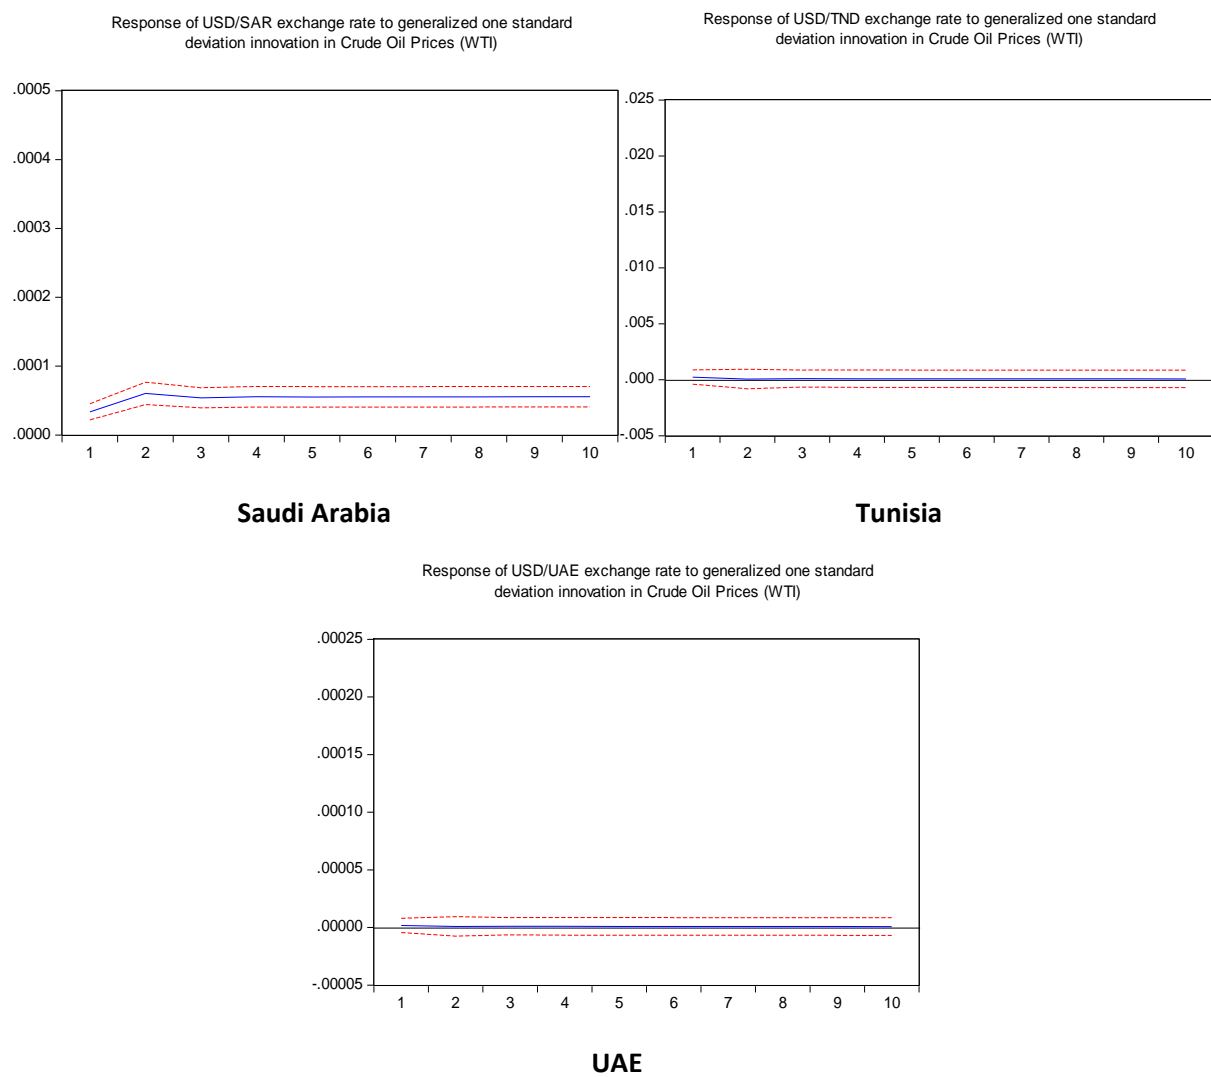 Response of USD/SAR exchange rate to generalized one standard
deviation innovation in Crude Oil Prices (WTI)
.0005
.0004
.0003
.0002
.0001
.0000
1 2 3 4 5 6 7 8 9 10
Saudi Arabia
Response of USD/TND exchange rate to generalized one standard
deviation innovation in Crude Oil Prices (WTI)
.025
.020
.015
.010
.005
.000
-.005
1 2 3 4 5 6 7 8 9 10
Tunisia
Response of USD/UAE exchange rate to generalized one standard
deviation innovation in Crude Oil Prices (WTI)
.00025
.00020
.00015
.00010
.00005
.00000
-.00005
1 2 3 4 5 6 7 8 9 10
UAE